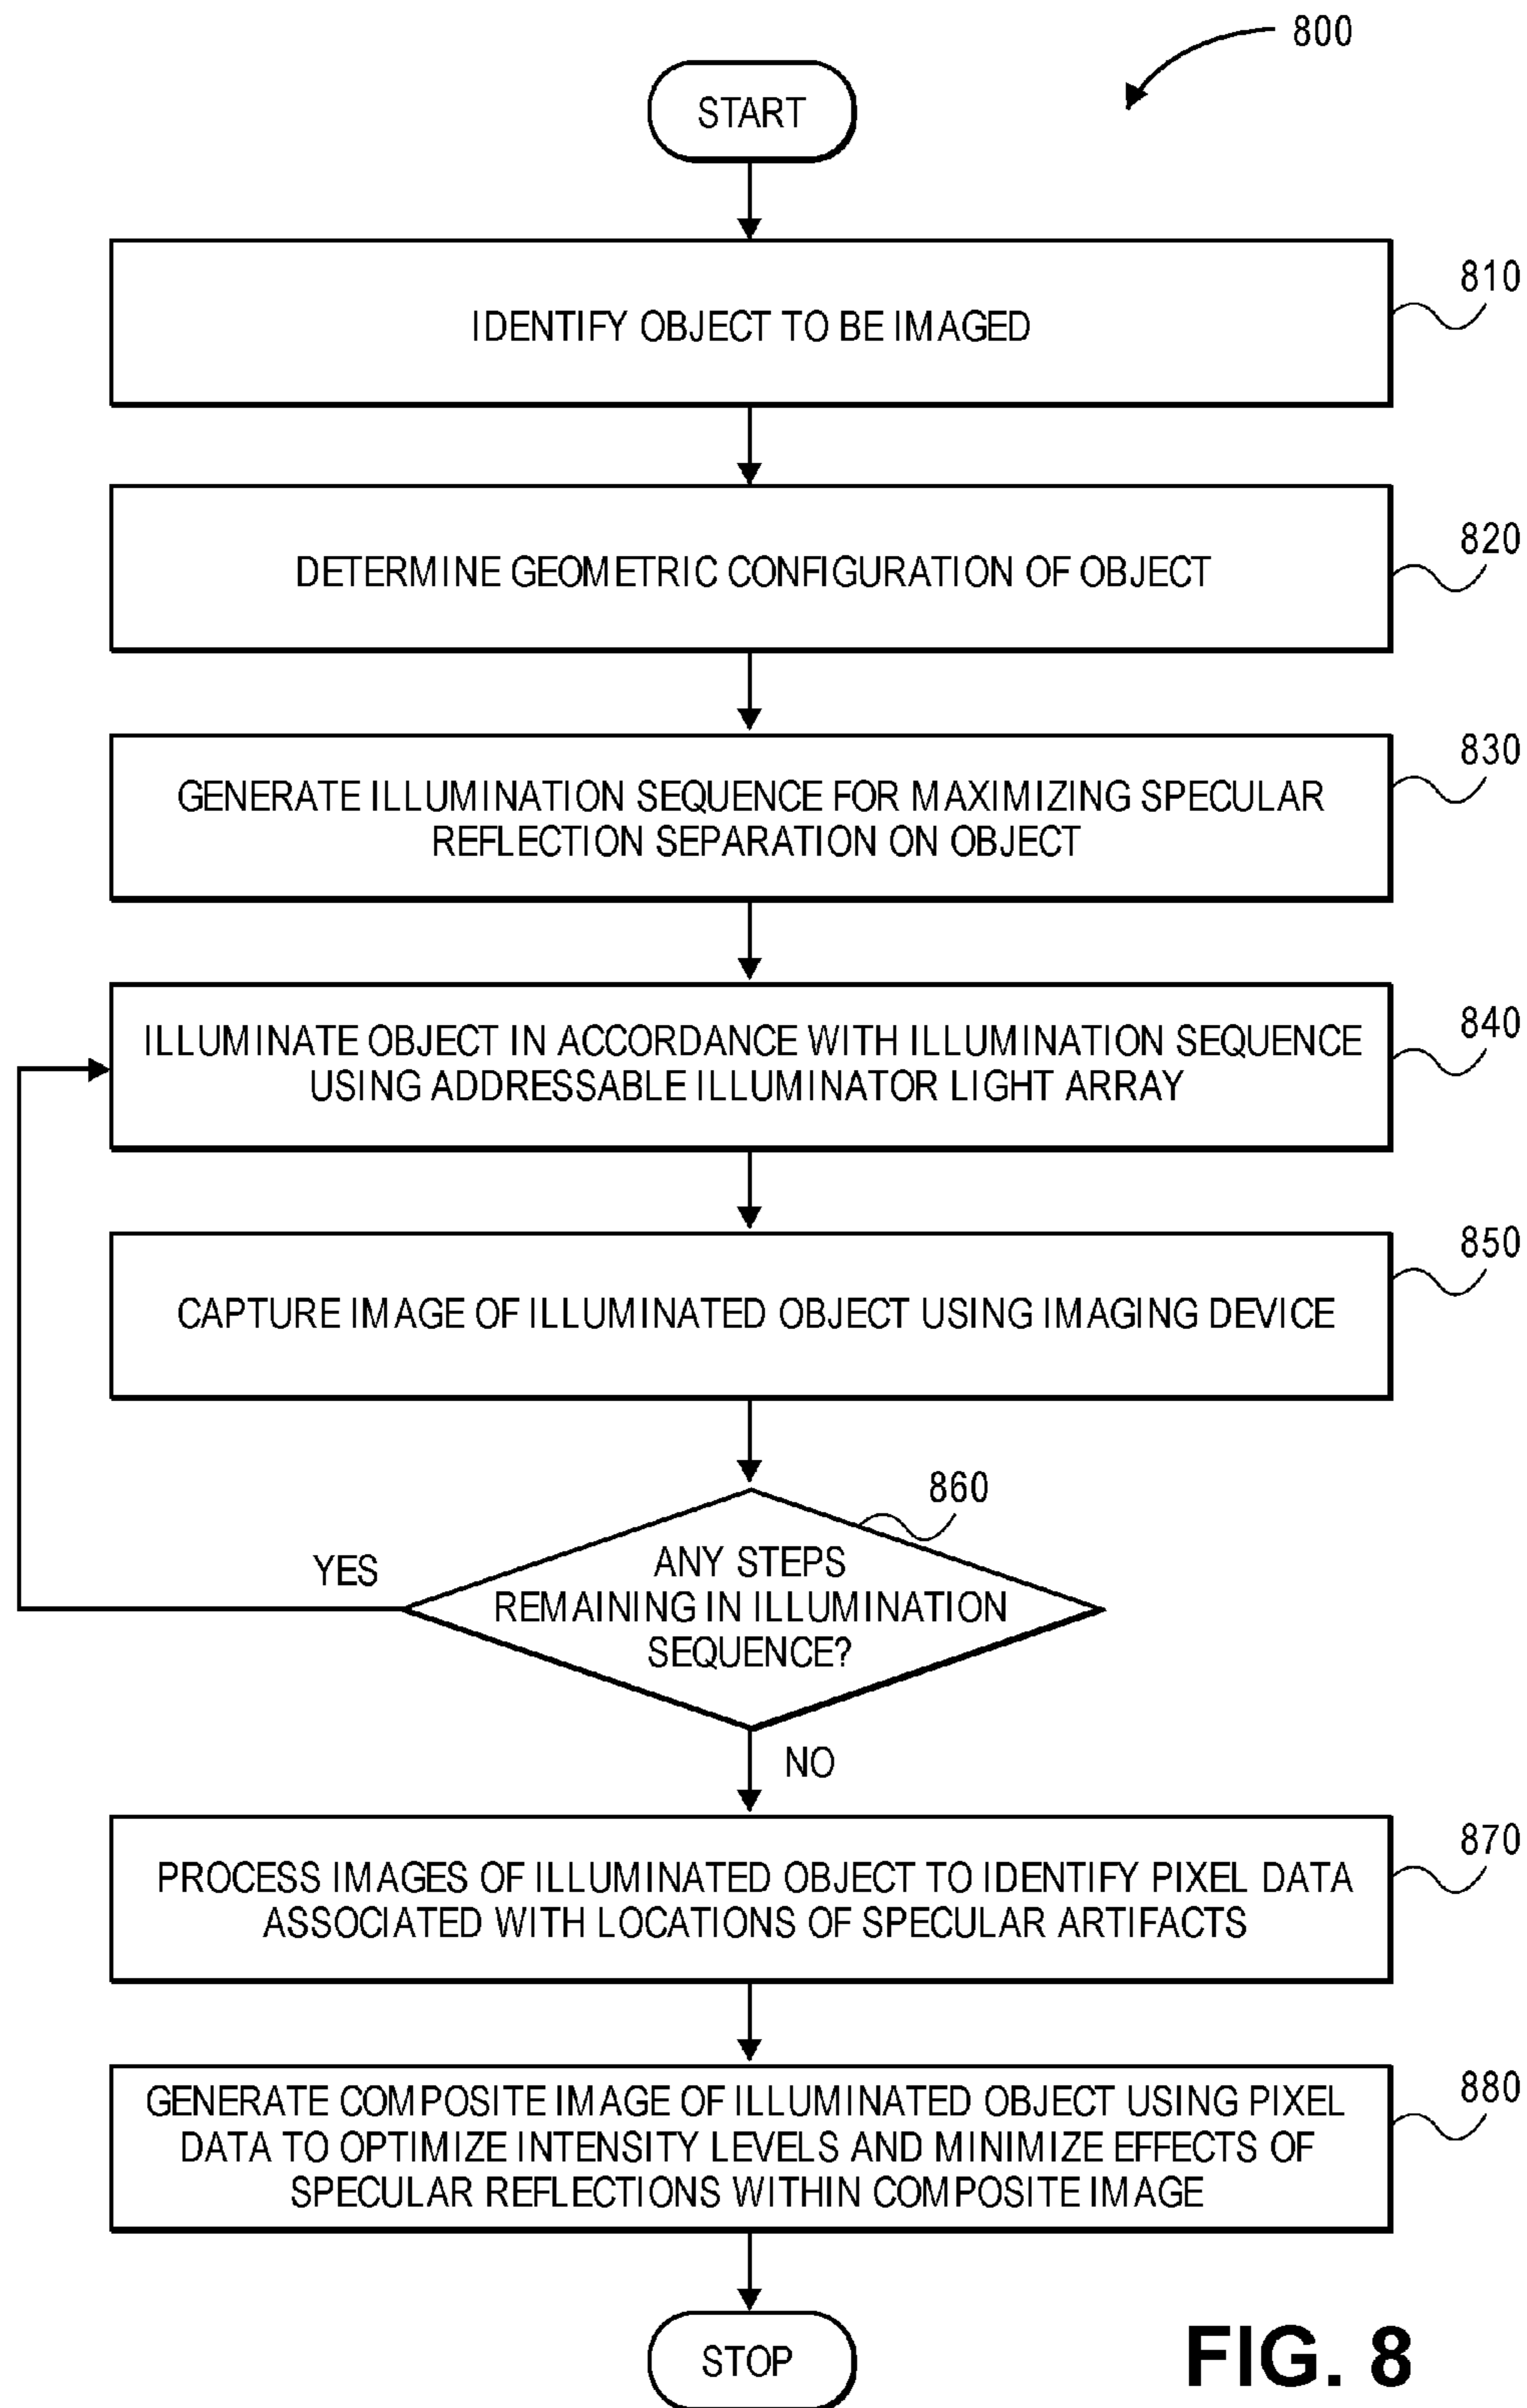 800
START
IDENTIFY OBJECT TO BE IMAGED
810
DETERMINE GEOMETRIC CONFIGURATION OF OBJECT
820
GENERATE ILLUMINATION SEQUENCE FOR MAXIMIZING SPECULAR
REFLECTION SEPARATION ON OBJECT
830
ILLUMINATE OBJECT IN ACCORDANCE WITH ILLUMINATION SEQUENCE
USING ADDRESSABLE ILLUMINATOR LIGHT ARRAY
840
CAPTURE IMAGE OF ILLUMINATED OBJECT USING IMAGING DEVICE
850
860
ANY STEPS
REMAINING IN ILLUMINATION
SEQUENCE?
YES
NO
PROCESS IMAGES OF ILLUMINATED OBJECT TO IDENTIFY PIXEL DATA
ASSOCIATED WITH LOCATIONS OF SPECULAR ARTIFACTS
870
GENERATE COMPOSITE IMAGE OF ILLUMINATED OBJECT USING PIXEL
DATA TO OPTIMIZE INTENSITY LEVELS AND MINIMIZE EFFECTS OF
SPECULAR REFLECTIONS WITHIN COMPOSITE IMAGE
880
STOP
FIG. 8